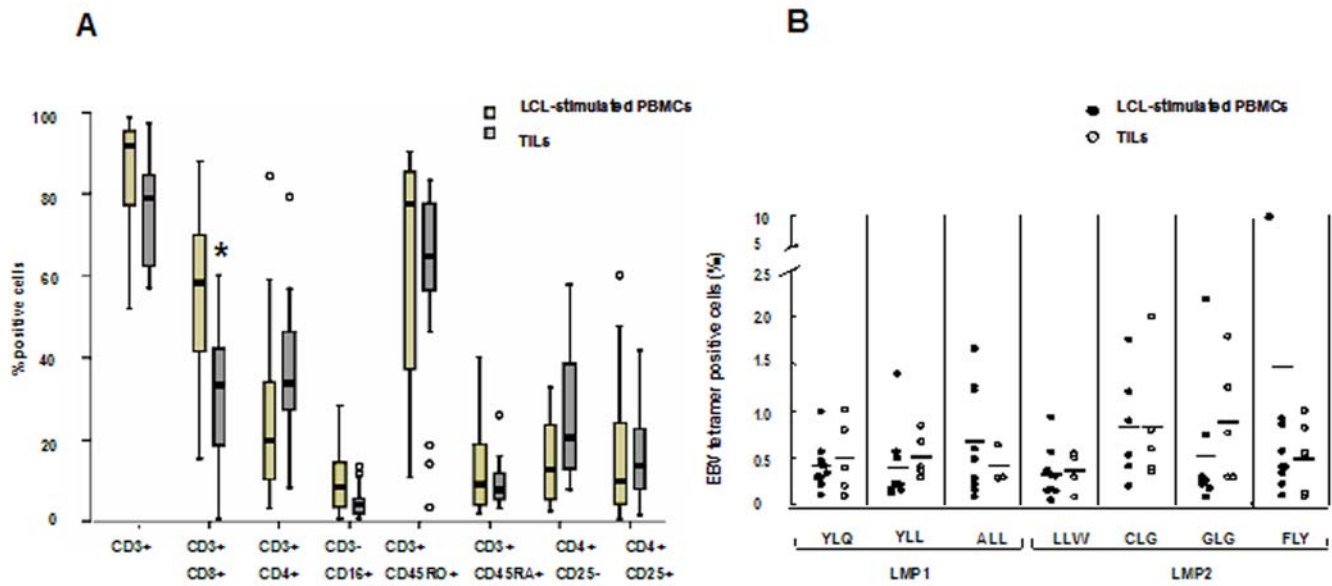 A
B
LCL-stimulated PBMCs
TILs
LCL-stimulated PBMCs
TILs
% positive cells
100
80
60
40
20
0
*
CD3+ CD3+ CD3+ CD3- CD3+ CD3+ CD4+ CD4+
CD8+ CD4+ CD16+ CD45RO+ CD45RA+ CD25- CD25+
EBV tetramer positive cells (‰)
10
5
2.5
2.0
1.5
1.0
0.5
0
YLQ YLL ALL LLW CLG GLG FLY
LMP1 LMP2